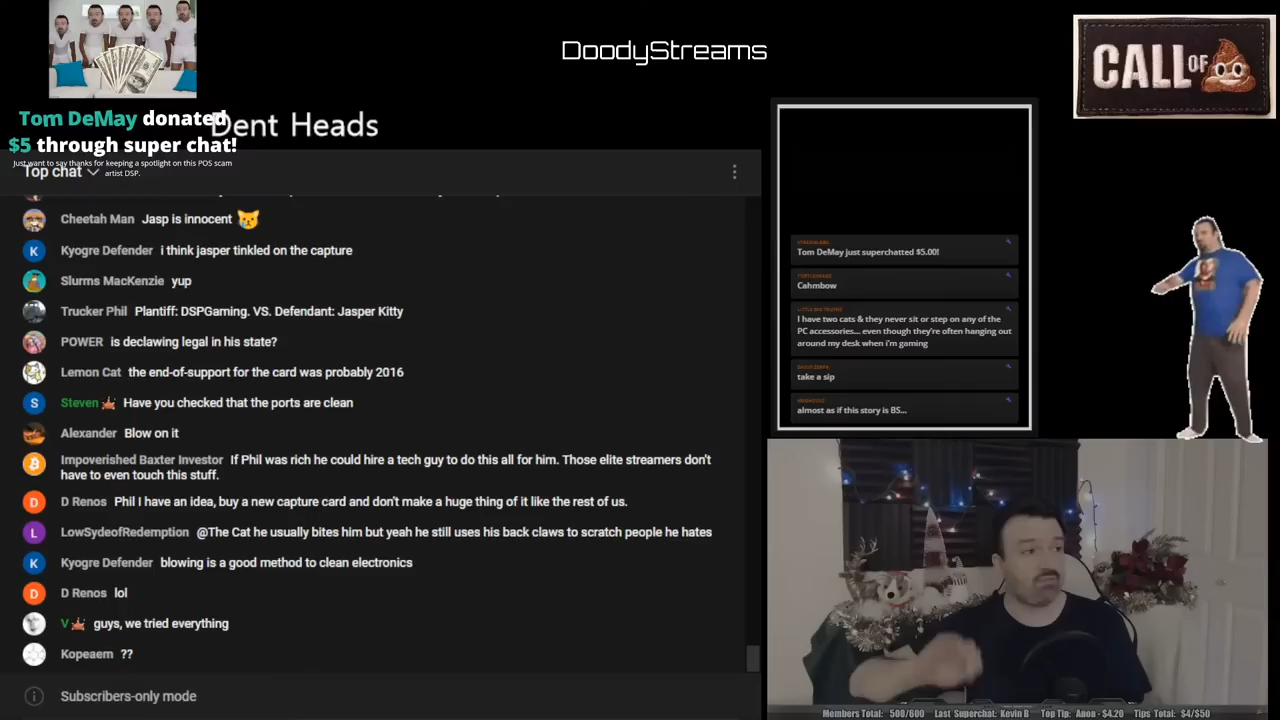 DoodyStreams
CALL OF
Tom DeMay donated
$5 through super chat!
Just want to say thanks for keeping a spotlight on this POS scam
artist DSP.
Dent Heads
Top chat
Cheetah Man Jasp is innocent
K Kyogre Defender i think jasper tinkled on the capture
Slurms MacKenzie yup
Trucker Phil Plantiff: DSPGaming. VS. Defendant: Jasper Kitty
POWER is declawing legal in his state?
Lemon Cat the end-of-support for the card was probably 2016
S Steven Have you checked that the ports are clean
Alexander Blow on it
Impoverished Baxter Investor If Phil was rich he could hire a tech guy to do this all for him. Those elite streamers don't
have to even touch this stuff.
D D Renos Phil I have an idea, buy a new capture card and don't make a huge thing of it like the rest of us.
L LowSydeofRedemption @The Cat he usually bites him but yeah he still uses his back claws to scratch people he hates
K Kyogre Defender blowing is a good method to clean electronics
D D Renos lol
V guys, we tried everything
Kopeaem ??
Subscribers-only mode
Tom DeMay just superchatted $5.00!
Cahmbow
I have two cats & they never sit or step on any of the
PC accessories... even though they're often hanging out
around my desk when i'm gaming
take a sip
almost as if this story is BS...
Members Total: 500/600 Last Superchat: Kevin B Top Tip: Anon - $4.20 Tips Total: $4/$50